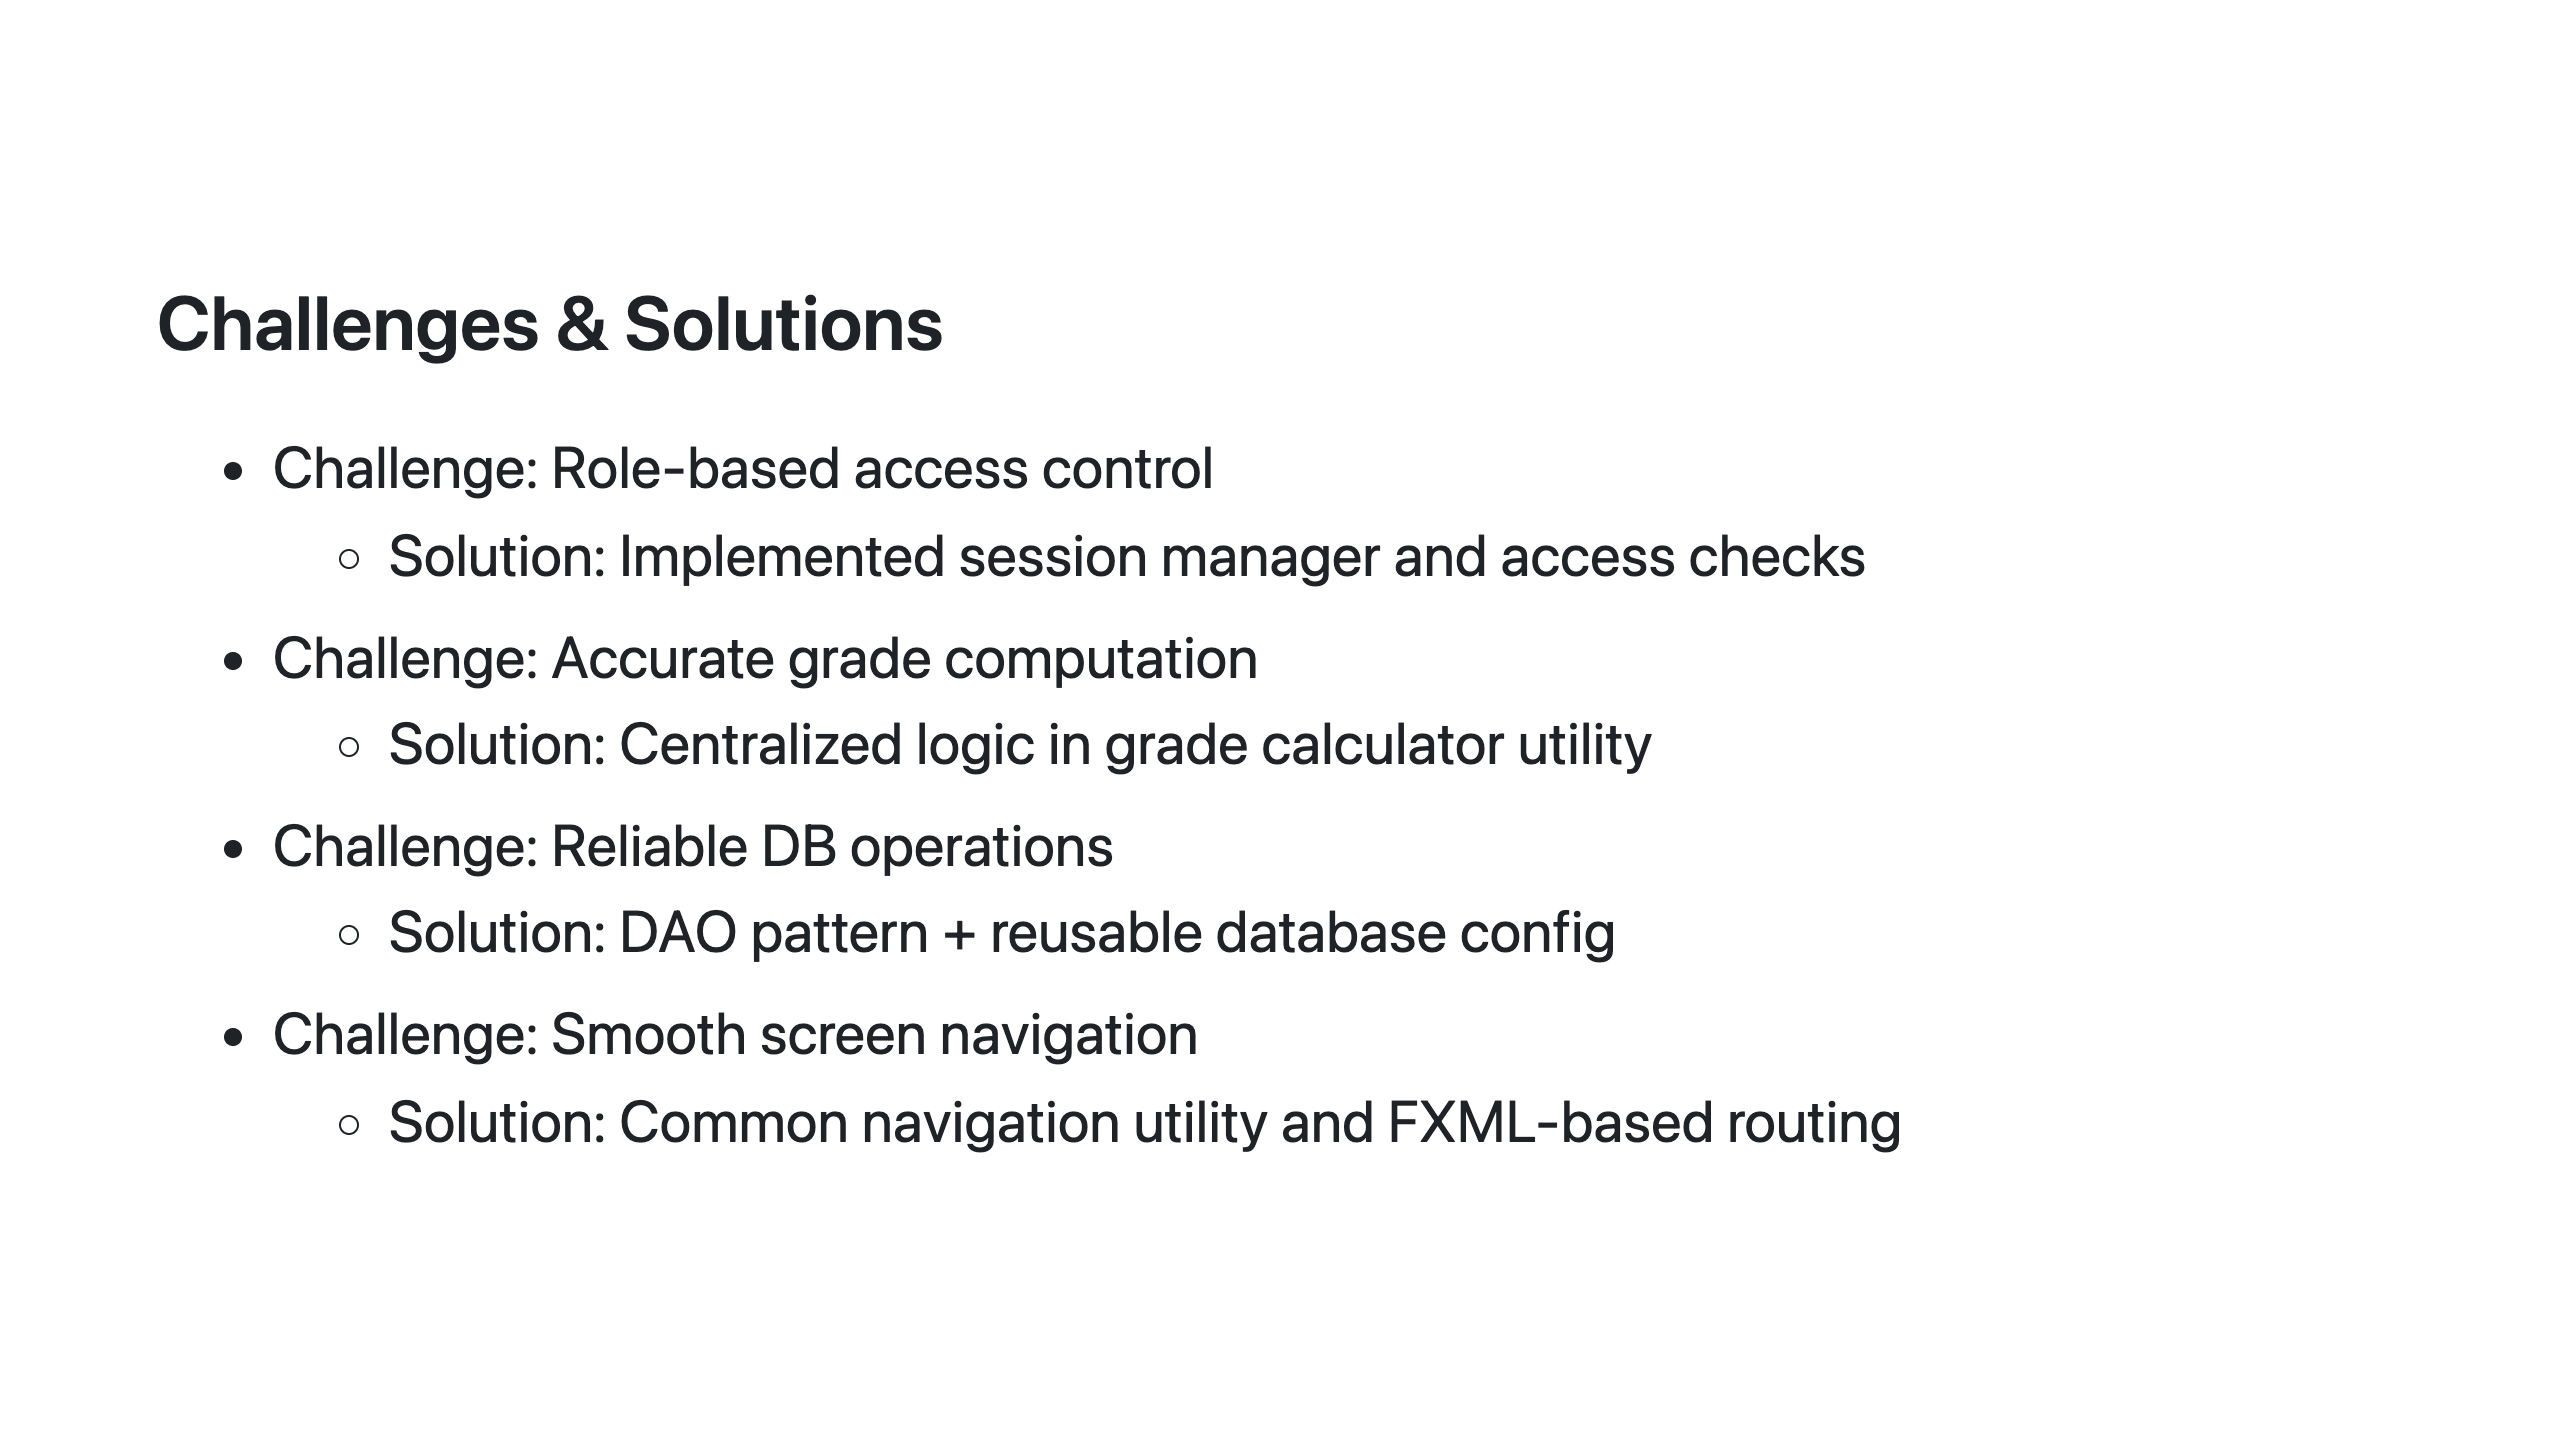 Challenges & Solutions
• Challenge: Role-based access control
◦ Solution: Implemented session manager and access checks
• Challenge: Accurate grade computation
◦ Solution: Centralized logic in grade calculator utility
• Challenge: Reliable DB operations
◦ Solution: DAO pattern + reusable database config
• Challenge: Smooth screen navigation
◦ Solution: Common navigation utility and FXML-based routing